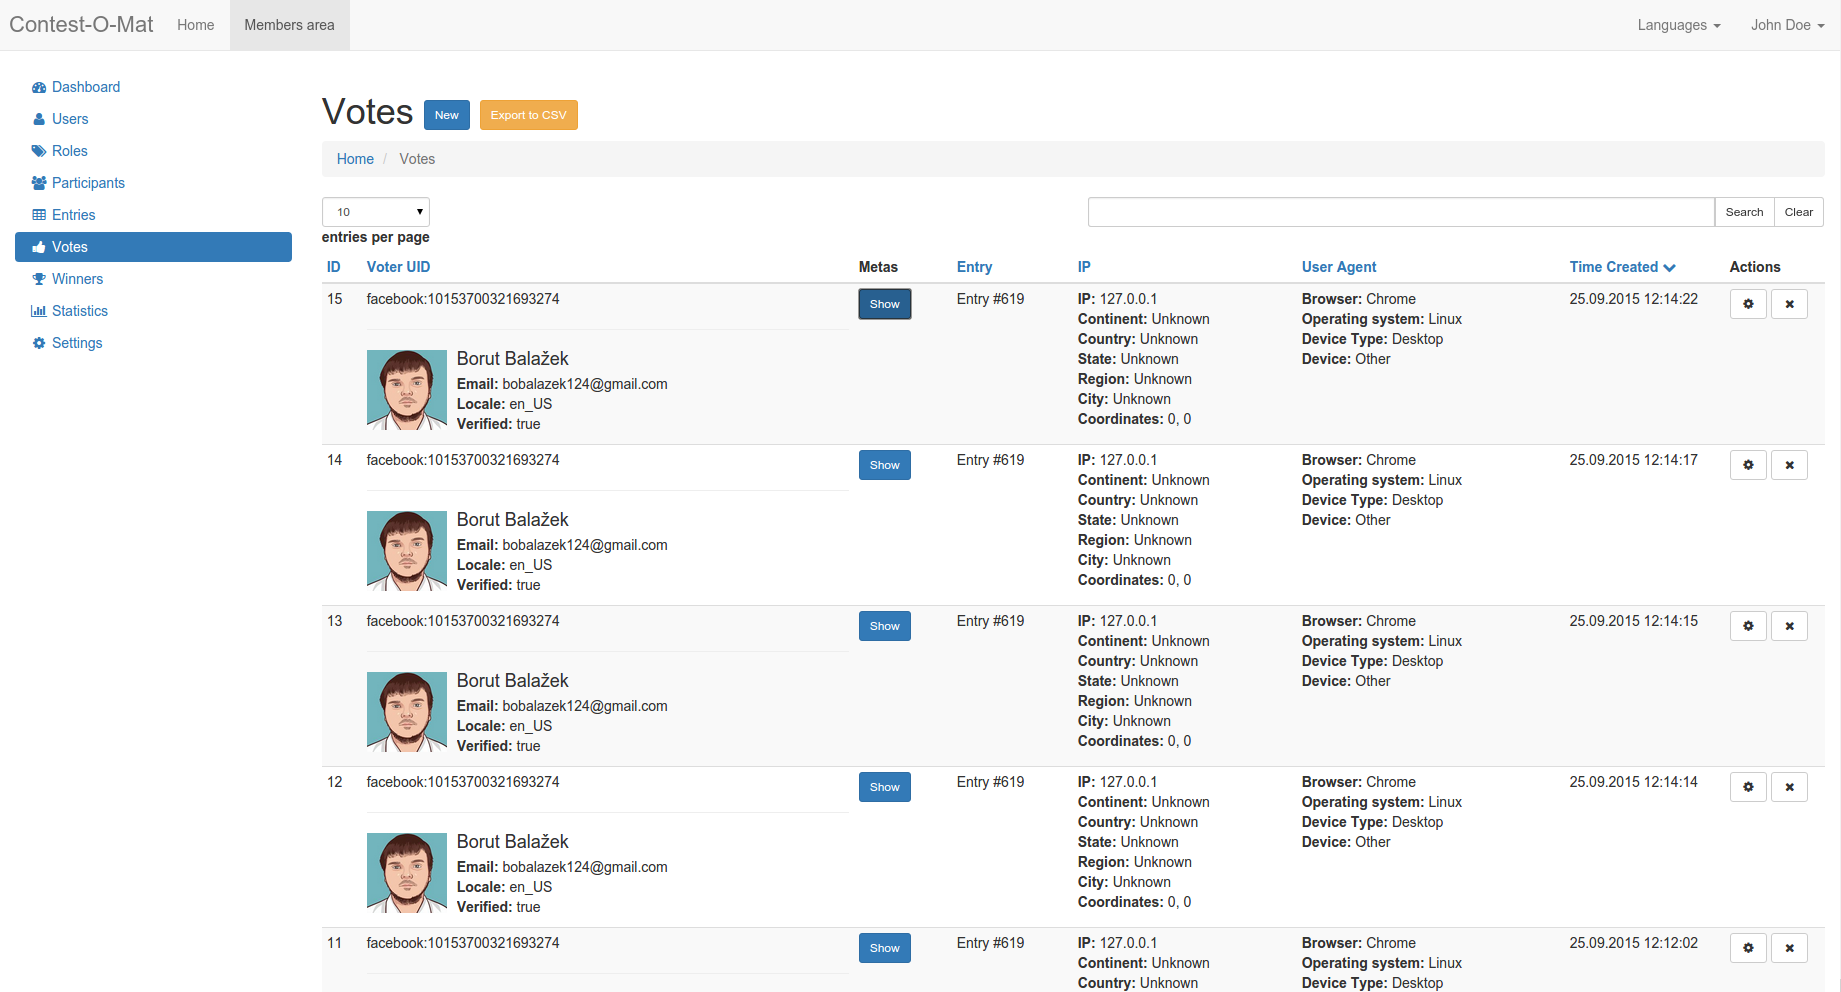 Contest-O-Mat Home Members area Languages John Doe
Dashboard
Users
Roles
Participants
Entries
Votes
Winners
Statistics
Settings
Votes New Export to CSV
Home / Votes
10 Search Clear
entries per page
ID Voter UID Metas Entry IP User Agent Time Created Actions
15 facebook:10153700321693274 Show Entry #619 IP: 127.0.0.1 Browser: Chrome 25.09.2015 12:14:22
Continent: Unknown Operating system: Linux
Country: Unknown Device Type: Desktop
Borut Balažek State: Unknown Device: Other
Email: bobalazek124@gmail.com Region: Unknown
Locale: en_US City: Unknown
Verified: true Coordinates: 0, 0
14 facebook:10153700321693274 Show Entry #619 IP: 127.0.0.1 Browser: Chrome 25.09.2015 12:14:17
Continent: Unknown Operating system: Linux
Country: Unknown Device Type: Desktop
Borut Balažek State: Unknown Device: Other
Email: bobalazek124@gmail.com Region: Unknown
Locale: en_US City: Unknown
Verified: true Coordinates: 0, 0
13 facebook:10153700321693274 Show Entry #619 IP: 127.0.0.1 Browser: Chrome 25.09.2015 12:14:15
Continent: Unknown Operating system: Linux
Country: Unknown Device Type: Desktop
Borut Balažek State: Unknown Device: Other
Email: bobalazek124@gmail.com Region: Unknown
Locale: en_US City: Unknown
Verified: true Coordinates: 0, 0
12 facebook:10153700321693274 Show Entry #619 IP: 127.0.0.1 Browser: Chrome 25.09.2015 12:14:14
Continent: Unknown Operating system: Linux
Country: Unknown Device Type: Desktop
Borut Balažek State: Unknown Device: Other
Email: bobalazek124@gmail.com Region: Unknown
Locale: en_US City: Unknown
Verified: true Coordinates: 0, 0
11 facebook:10153700321693274 Show Entry #619 IP: 127.0.0.1 Browser: Chrome 25.09.2015 12:12:02
Continent: Unknown Operating system: Linux
Country: Unknown Device Type: Desktop